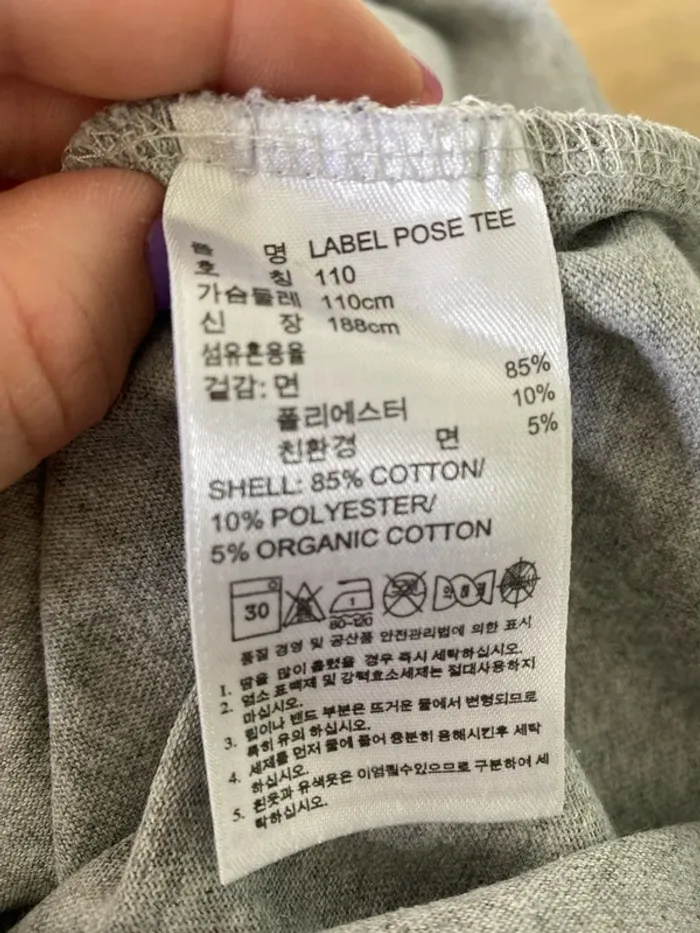 품 명 LABEL POSE TEE
호 칭 110
가슴둘레 110cm
신 장 188cm
섬유혼용율
겉감: 면 85%
폴리에스터 10%
친환경 면 5%
SHELL: 85% COTTON/
10% POLYESTER/
5% ORGANIC COTTON
30 1
80~120
품질 경영 및 공산품 안전관리법에 의한 표시
1. 땀을 많이 흘렸을 경우 즉시 세탁하십시오.
2. 염소 표백제 및 강력효소세제는 절대사용하지
마십시오.
3. 립이나 밴드 부분은 뜨거운 물에서 변형되므로
특히 유의 하십시오.
4. 세제를 먼저 물에 풀어 충분히 용해시킨후 세탁
하십시오.
5. 흰옷과 유색옷은 이염될수있으므로 구분하여 세
탁하십시오.